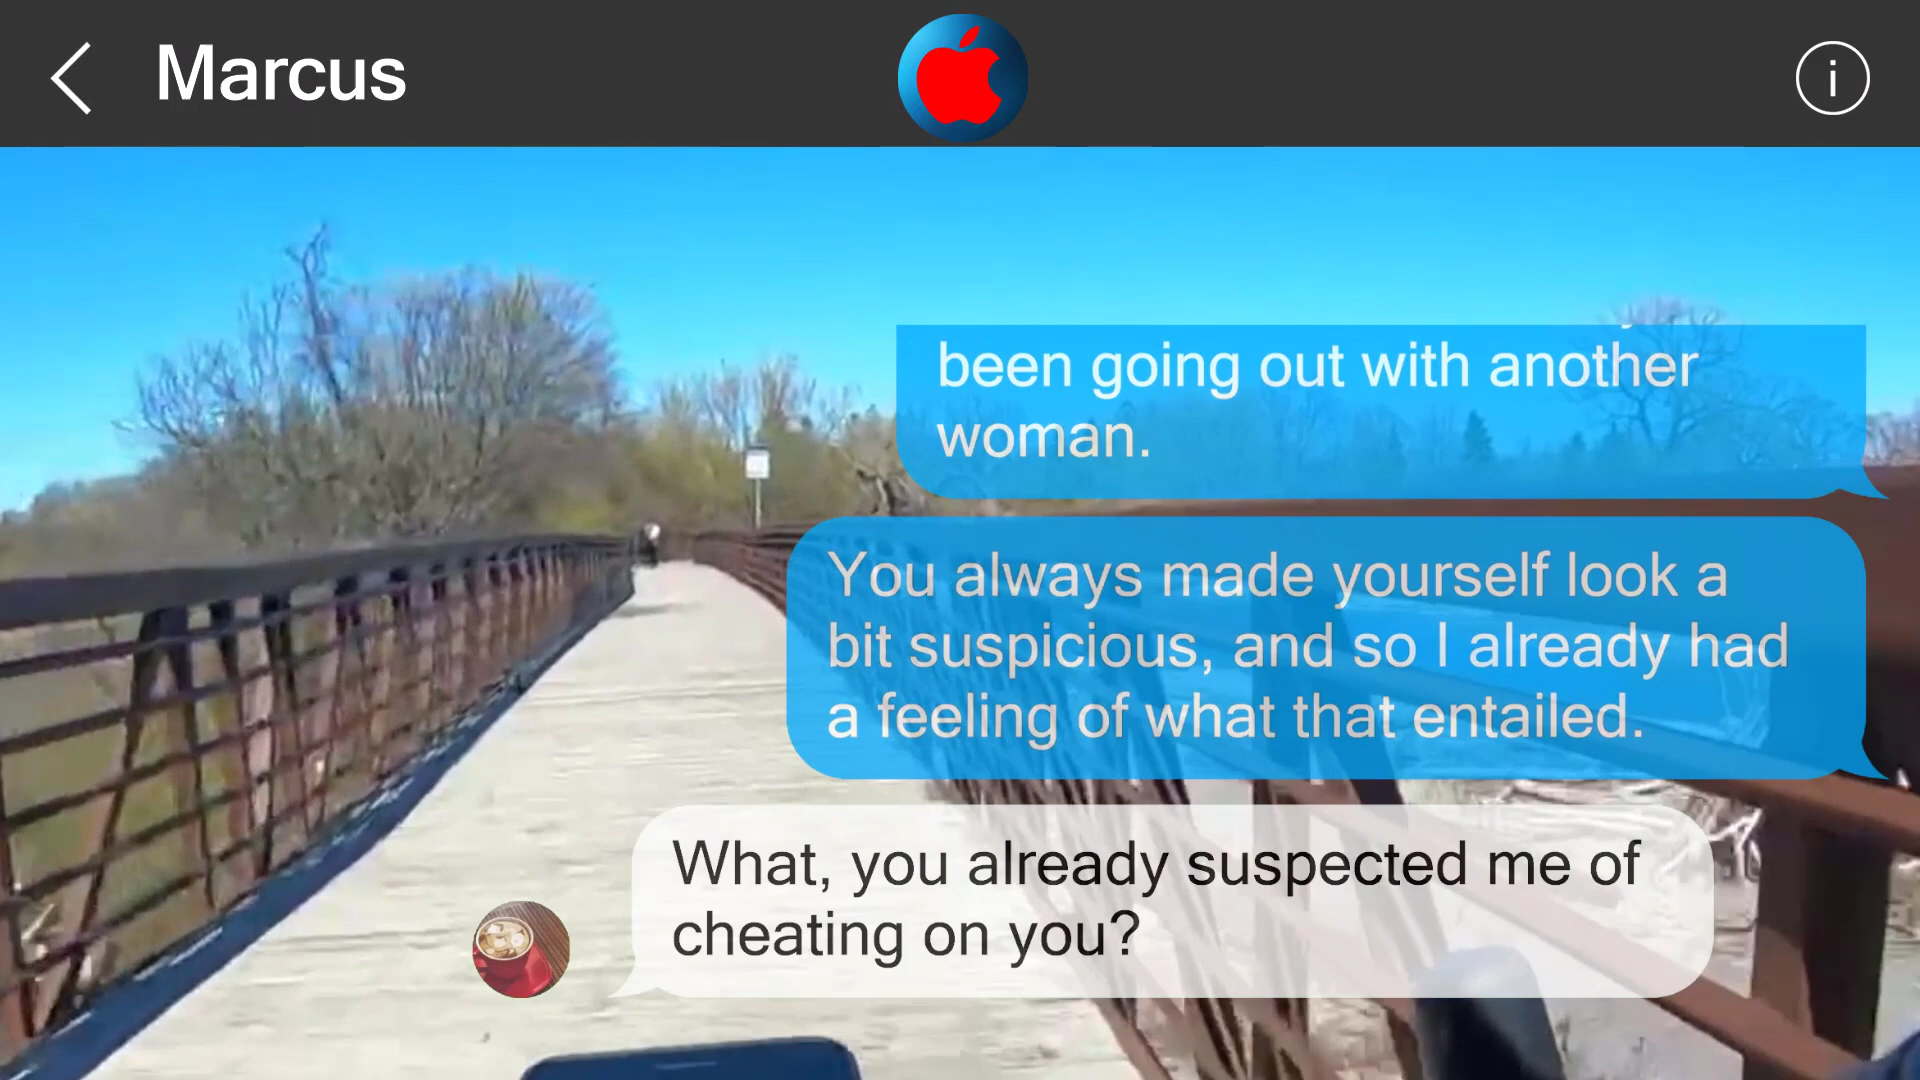 Marcus
been going out with another
woman.
You always made yourself look a
bit suspicious, and so I already had
a feeling of what that entailed.
What, you already suspected me of
cheating on you?